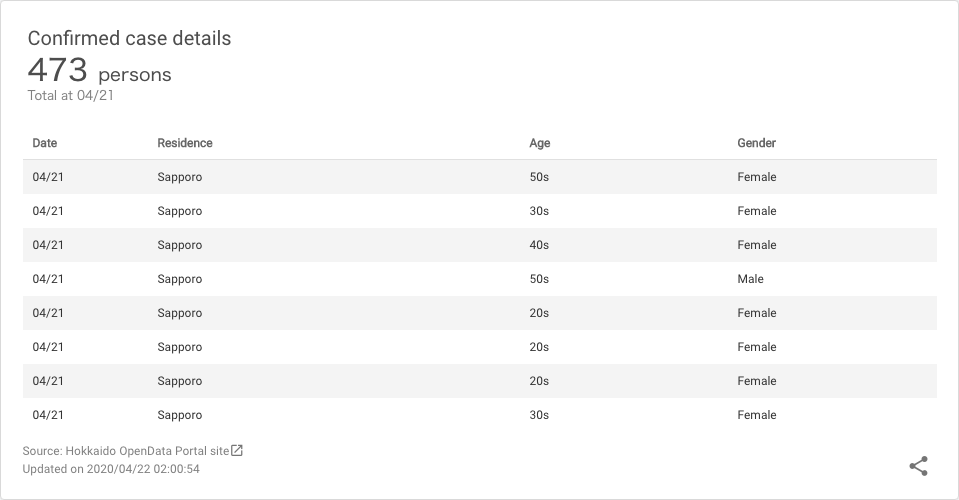 Confirmed case details
473 persons
Total at 04/21
Date Residence Age Gender
04/21 Sapporo 50s Female
04/21 Sapporo 30s Female
04/21 Sapporo 40s Female
04/21 Sapporo 50s Male
04/21 Sapporo 20s Female
04/21 Sapporo 20s Female
04/21 Sapporo 20s Female
04/21 Sapporo 30s Female
Source: Hokkaido OpenData Portal site
Updated on 2020/04/22 02:00:54